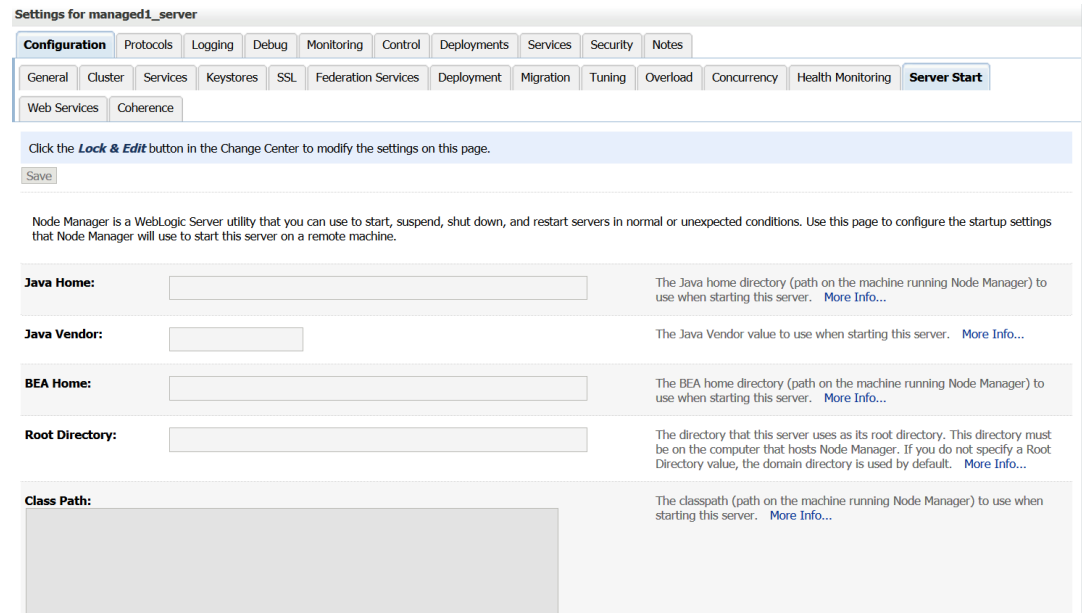 Settings for managed1_server
Configuration Protocols Logging Debug Monitoring Control Deployments Services Security Notes
General Cluster Services Keystores SSL Federation Services Deployment Migration Tuning Overload Concurrency Health Monitoring Server Start
Web Services Coherence
Click the Lock & Edit button in the Change Center to modify the settings on this page.
Save
Node Manager is a WebLogic Server utility that you can use to start, suspend, shut down, and restart servers in normal or unexpected conditions. Use this page to configure the startup settings
that Node Manager will use to start this server on a remote machine.
Java Home:
The Java home directory (path on the machine running Node Manager) to
use when starting this server. More Info...
Java Vendor:
The Java Vendor value to use when starting this server. More Info...
BEA Home:
The BEA home directory (path on the machine running Node Manager) to
use when starting this server. More Info...
Root Directory:
The directory that this server uses as its root directory. This directory must
be on the computer that hosts Node Manager. If you do not specify a Root
Directory value, the domain directory is used by default. More Info...
Class Path:
The classpath (path on the machine running Node Manager) to use when
starting this server. More Info...